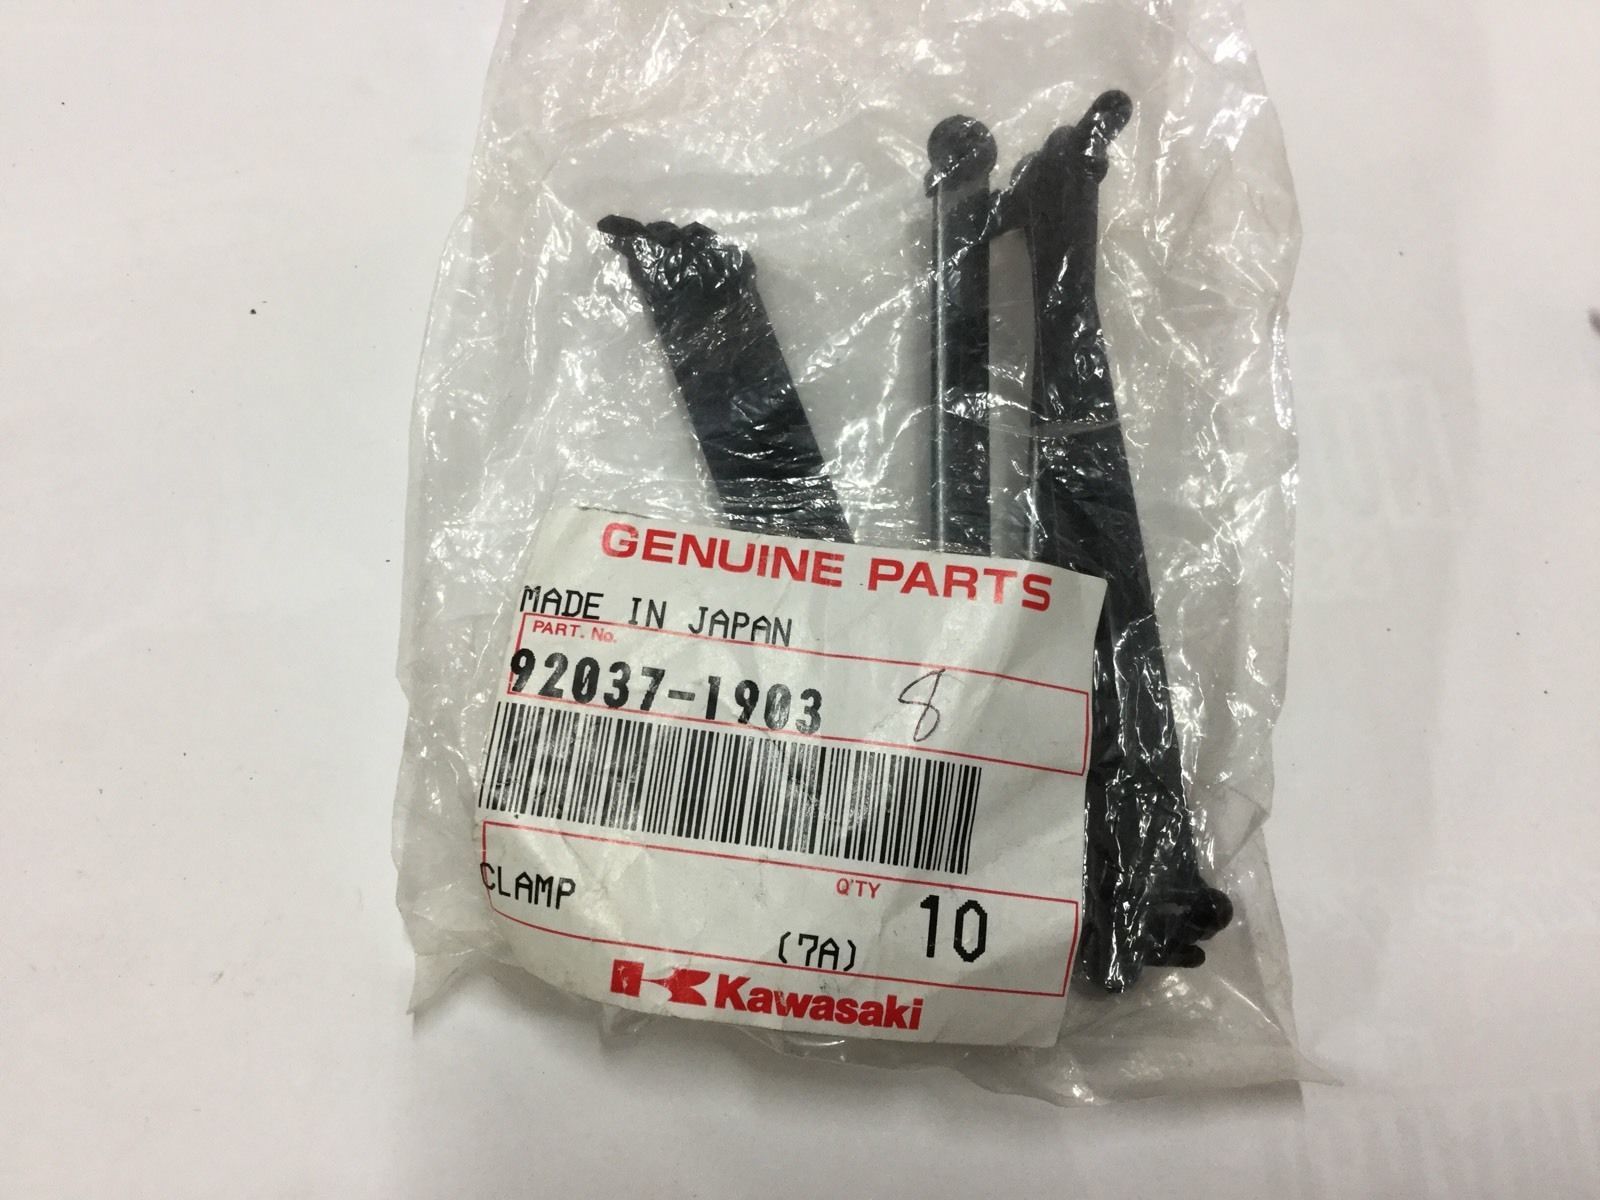 GENUINE PARTS
MADE IN JAPAN
PART. No.
92037-1903 8
CLAMP
Q'TY 10
(7A)
Kawasaki